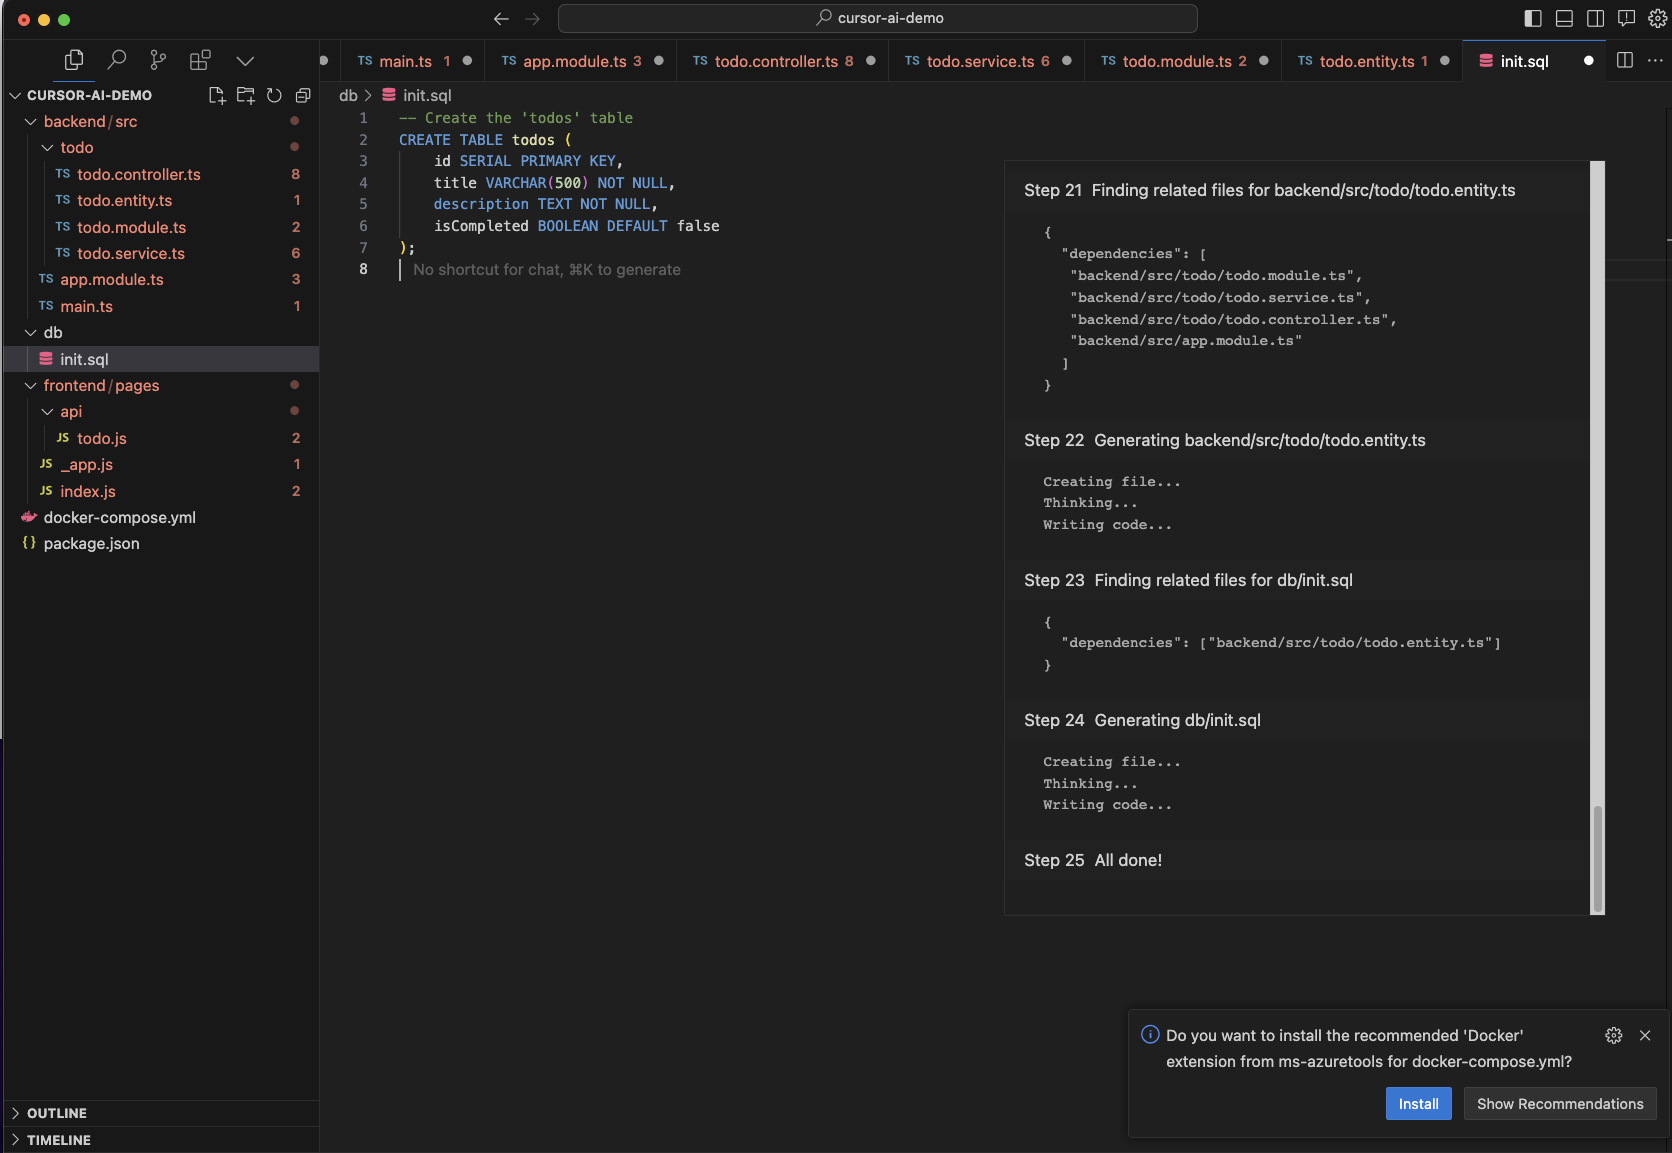 cursor-ai-demo
TS main.ts 1
TS app.module.ts 3
TS todo.controller.ts 8
TS todo.service.ts 6
TS todo.module.ts 2
TS todo.entity.ts 1
init.sql
CURSOR-AI-DEMO
backend/src
todo
TS todo.controller.ts 8
TS todo.entity.ts 1
TS todo.module.ts 2
TS todo.service.ts 6
TS app.module.ts 3
TS main.ts 1
db
init.sql
frontend/pages
api
JS todo.js 2
JS _app.js 1
JS index.js 2
docker-compose.yml
{} package.json
OUTLINE
TIMELINE
db > init.sql
1 -- Create the 'todos' table
2 CREATE TABLE todos (
3 id SERIAL PRIMARY KEY,
4 title VARCHAR(500) NOT NULL,
5 description TEXT NOT NULL,
6 isCompleted BOOLEAN DEFAULT false
7 );
8 No shortcut for chat, ⌘K to generate
Step 21 Finding related files for backend/src/todo/todo.entity.ts
{
"dependencies": [
"backend/src/todo/todo.module.ts",
"backend/src/todo/todo.service.ts",
"backend/src/todo/todo.controller.ts",
"backend/src/app.module.ts"
]
}
Step 22 Generating backend/src/todo/todo.entity.ts
Creating file...
Thinking...
Writing code...
Step 23 Finding related files for db/init.sql
{
"dependencies": ["backend/src/todo/todo.entity.ts"]
}
Step 24 Generating db/init.sql
Creating file...
Thinking...
Writing code...
Step 25 All done!
Do you want to install the recommended 'Docker'
extension from ms-azuretools for docker-compose.yml?
Install
Show Recommendations